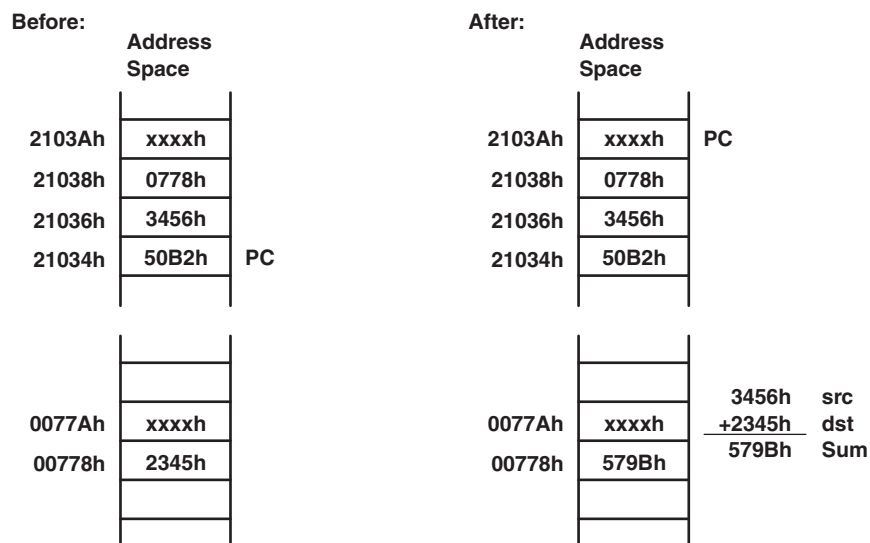 Before:
Address
Space
2103Ah xxxxh
21038h 0778h
21036h 3456h
21034h 50B2h PC
0077Ah xxxxh
00778h 2345h
After:
Address
Space
2103Ah xxxxh PC
21038h 0778h
21036h 3456h
21034h 50B2h
0077Ah xxxxh
00778h 579Bh
3456h src
+2345h dst
579Bh Sum